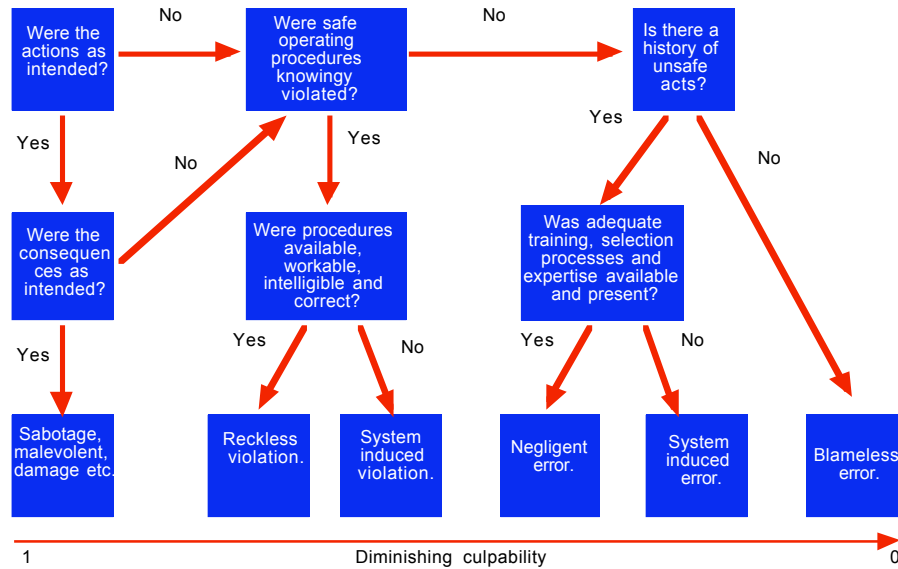 Were the
actions as
intended?
No
Were safe
operating
procedures
knowingy
violated?
No
Is there a
history of
unsafe
acts?
Yes
No
Yes
Yes
No
Were the
consequen
ces as
intended?
Were procedures
available,
workable,
intelligible and
correct?
Was adequate
training, selection
processes and
expertise available
and present?
Yes
Yes
No
Yes
No
Sabotage,
malevolent,
damage etc.
Reckless
violation.
System
induced
violation.
Negligent
error.
System
induced
error.
Blameless
error.
1
Diminishing culpability
0